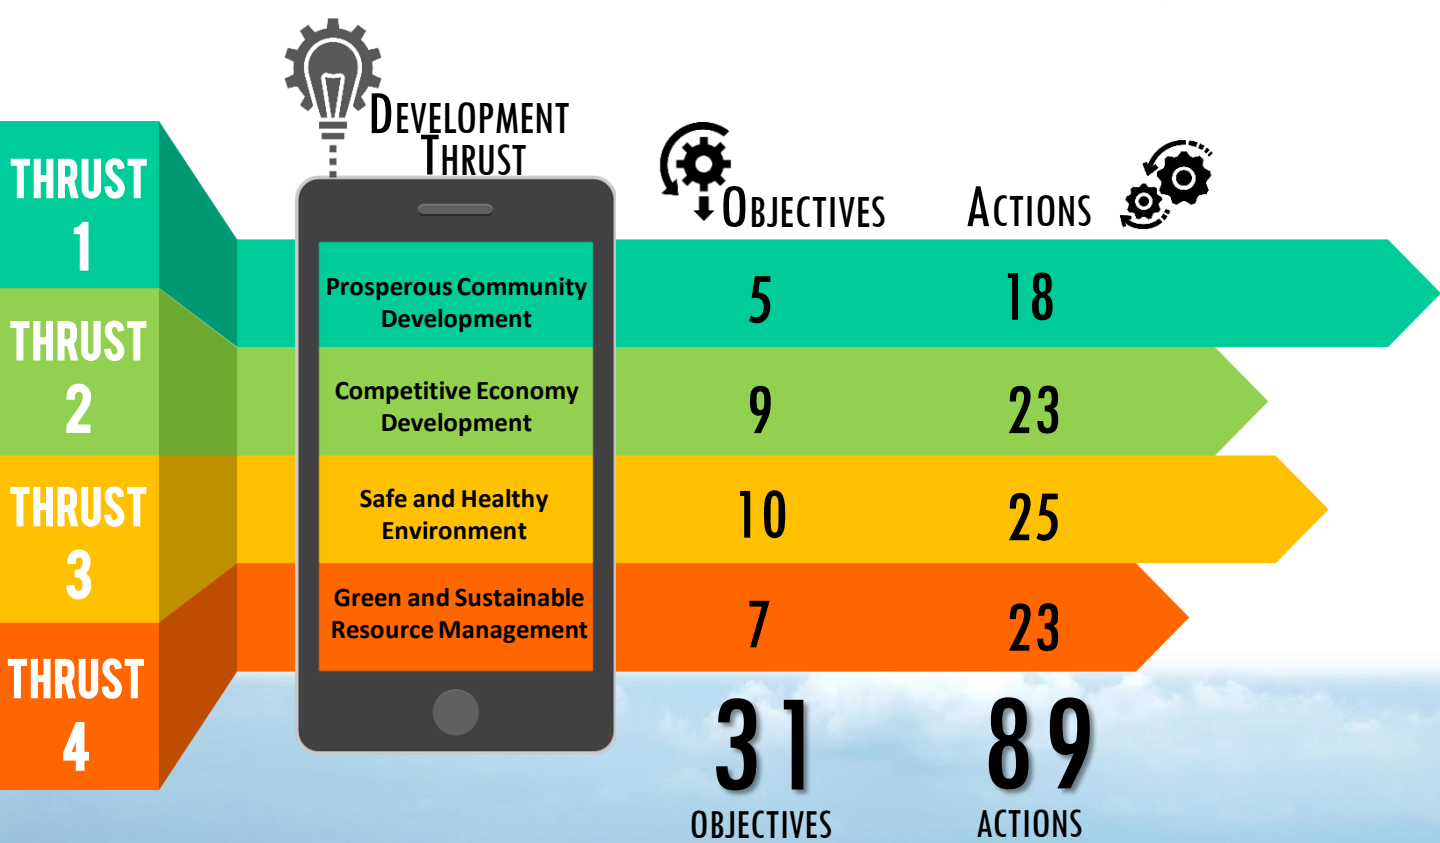 DEVELOPMENT
THRUST
OBJECTIVES
ACTIONS
THRUST
1
Prosperous Community
Development
5
18
THRUST
2
Competitive Economy
Development
9
23
THRUST
3
Safe and Healthy
Environment
10
25
THRUST
4
Green and Sustainable
Resource Management
7
23
31
OBJECTIVES
89
ACTIONS